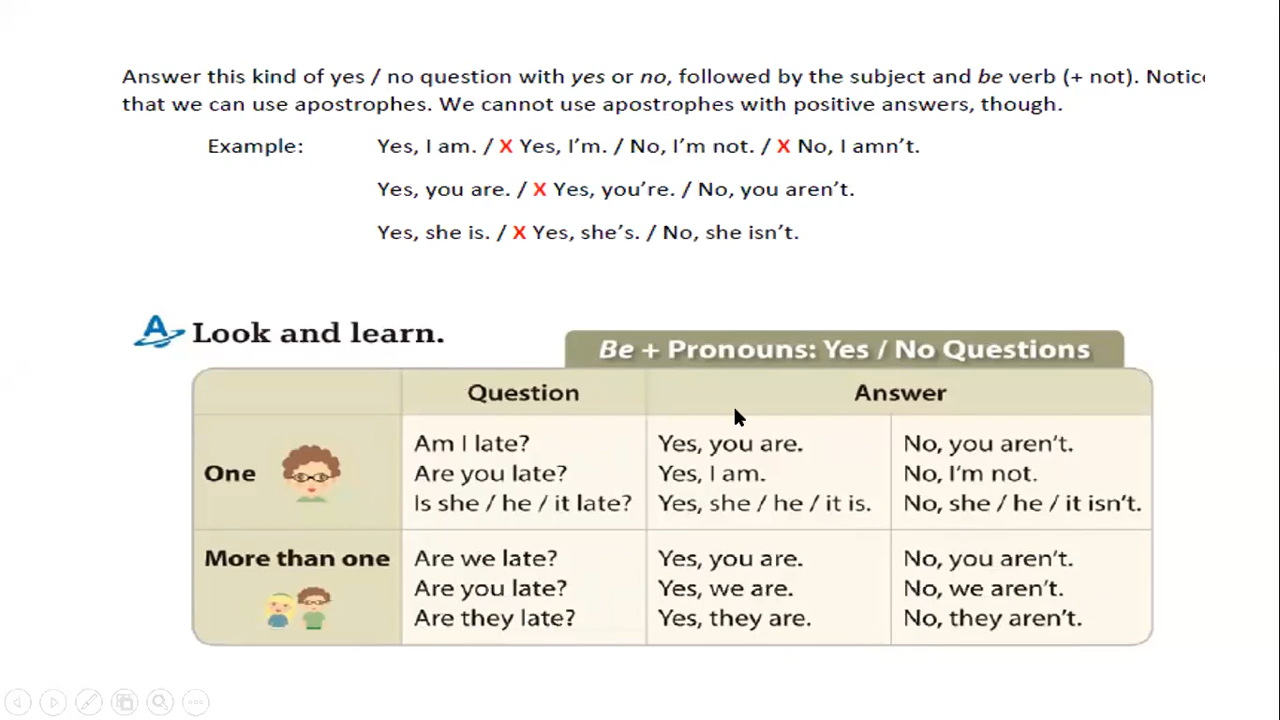 Answer this kind of yes / no question with yes or no, followed by the subject and be verb (+ not). Notic
that we can use apostrophes. We cannot use apostrophes with positive answers, though.
Example: Yes, I am. / X Yes, I'm. / No, I'm not. / X No, I amn't.
Yes, you are. / X Yes, you're. / No, you aren't.
Yes, she is. / X Yes, she's. / No, she isn't.
A Look and learn.
Be + Pronouns: Yes / No Questions
Question Answer
Am I late? Yes, you are. No, you aren't.
One Are you late? Yes, I am. No, I'm not.
Is she / he / it late? Yes, she / he / it is. No, she / he / it isn't.
More than one Are we late? Yes, you are. No, you aren't.
Are you late? Yes, we are. No, we aren't.
Are they late? Yes, they are. No, they aren't.